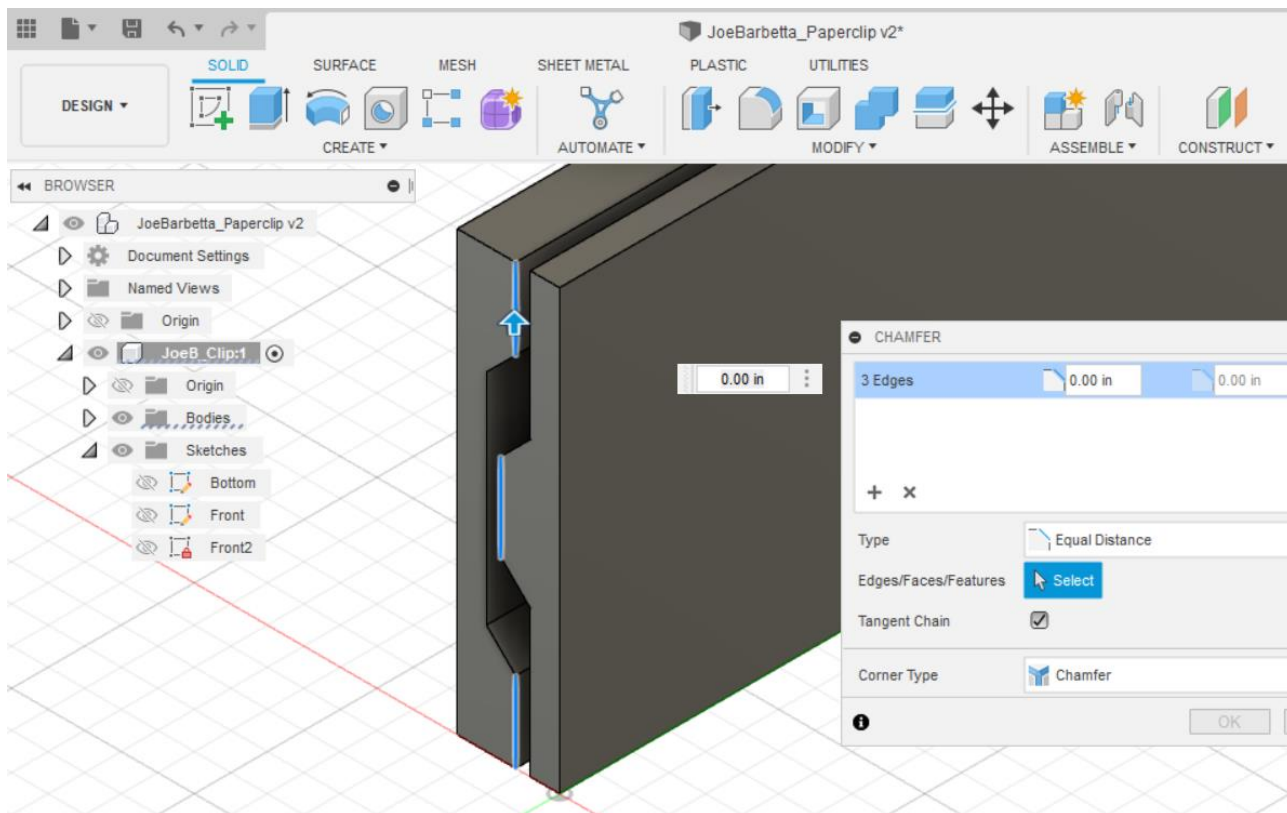 JoeBarbetta_Paperclip v2*
SOLID SURFACE MESH SHEET METAL PLASTIC UTILITIES
DESIGN
CREATE AUTOMATE MODIFY ASSEMBLE CONSTRUCT
BROWSER
JoeBarbetta_Paperclip v2
Document Settings
Named Views
Origin
JoeB_Clip:1
Origin
Bodies
Sketches
Bottom
Front
Front2
0.00 in
CHAMFER
3 Edges 0.00 in 0.00 in
Type Equal Distance
Edges/Faces/Features Select
Tangent Chain
Corner Type Chamfer
OK